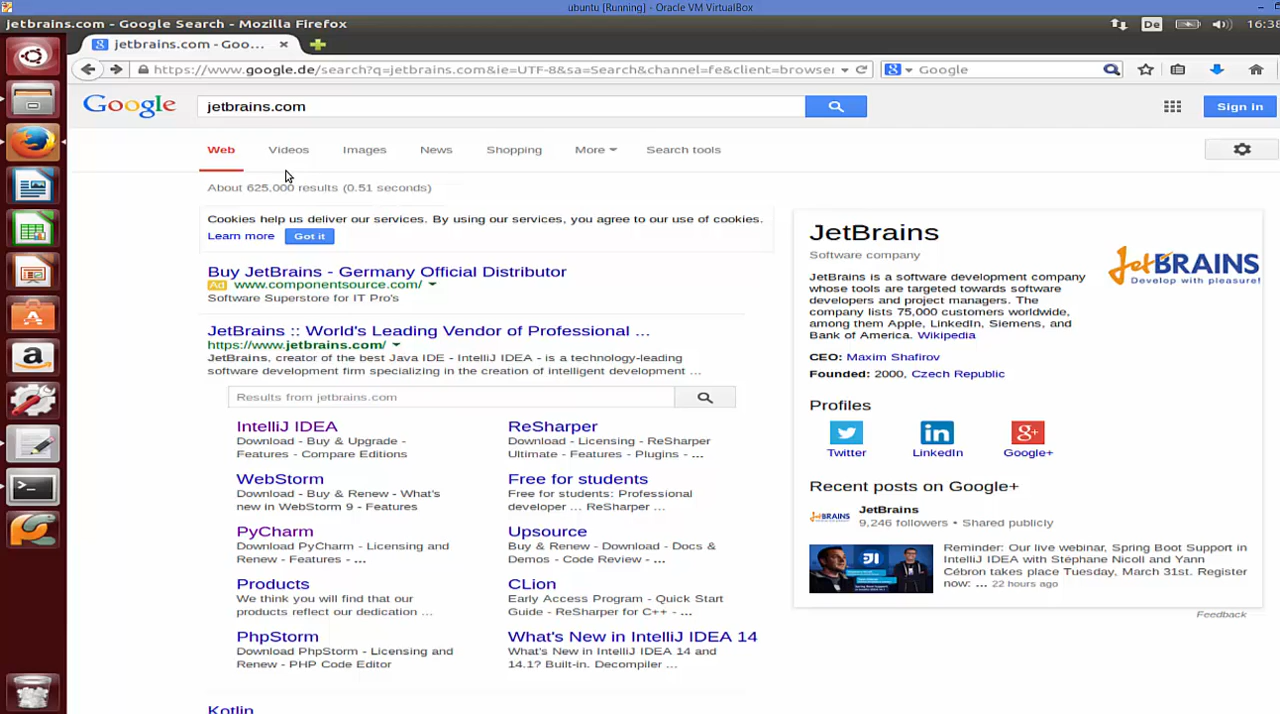 ubuntu [Running] - Oracle VM VirtualBox
jetbrains.com - Google Search - Mozilla Firefox
De
16:38
jetbrains.com - Goo...
https://www.google.de/search?q=jetbrains.com&ie=UTF-8&sa=Search&channel=fe&client=browser
Google
Google
jetbrains.com
Sign in
Web
Videos
Images
News
Shopping
More
Search tools
About 625,000 results (0.51 seconds)
Cookies help us deliver our services. By using our services, you agree to our use of cookies.
Learn more
Got it
Buy JetBrains - Germany Official Distributor
Ad www.componentsource.com/
Software Superstore for IT Pro's
JetBrains :: World's Leading Vendor of Professional ...
https://www.jetbrains.com/
JetBrains, creator of the best Java IDE - IntelliJ IDEA - is a technology-leading
software development firm specializing in the creation of intelligent development ...
Results from jetbrains.com
IntelliJ IDEA
Download - Buy & Upgrade -
Features - Compare Editions
ReSharper
Download - Licensing - ReSharper
Ultimate - Features - Plugins - ...
WebStorm
Download - Buy & Renew - What's
new in WebStorm 9 - Features
Free for students
Free for students: Professional
developer ... ReSharper ...
PyCharm
Download PyCharm - Licensing and
Renew - Features - ...
Upsource
Buy & Renew - Download - Docs &
Demos - Code Review - ...
Products
We think you will find that our
products reflect our dedication ...
CLion
Early Access Program - Quick Start
Guide - ReSharper for C++ - ...
PhpStorm
Download PhpStorm - Licensing and
Renew - PHP Code Editor
What's New in IntelliJ IDEA 14
What's New in IntelliJ IDEA 14 and
14.1? Built-in. Decompiler ...
Kotlin
JetBrains
Software company
JetBRAINS
Develop with pleasure!
JetBrains is a software development company
whose tools are targeted towards software
developers and project managers. The
company lists 75,000 customers worldwide,
among them Apple, LinkedIn, Siemens, and
Bank of America. Wikipedia
CEO: Maxim Shafirov
Founded: 2000, Czech Republic
Profiles
Twitter
LinkedIn
Google+
Recent posts on Google+
JetBRAINS
JetBrains
9,246 followers • Shared publicly
Reminder: Our live webinar, Spring Boot Support in
IntelliJ IDEA with Stephane Nicoll and Yann
Cébron takes place Tuesday, March 31st. Register
now: ... 22 hours ago
Feedback